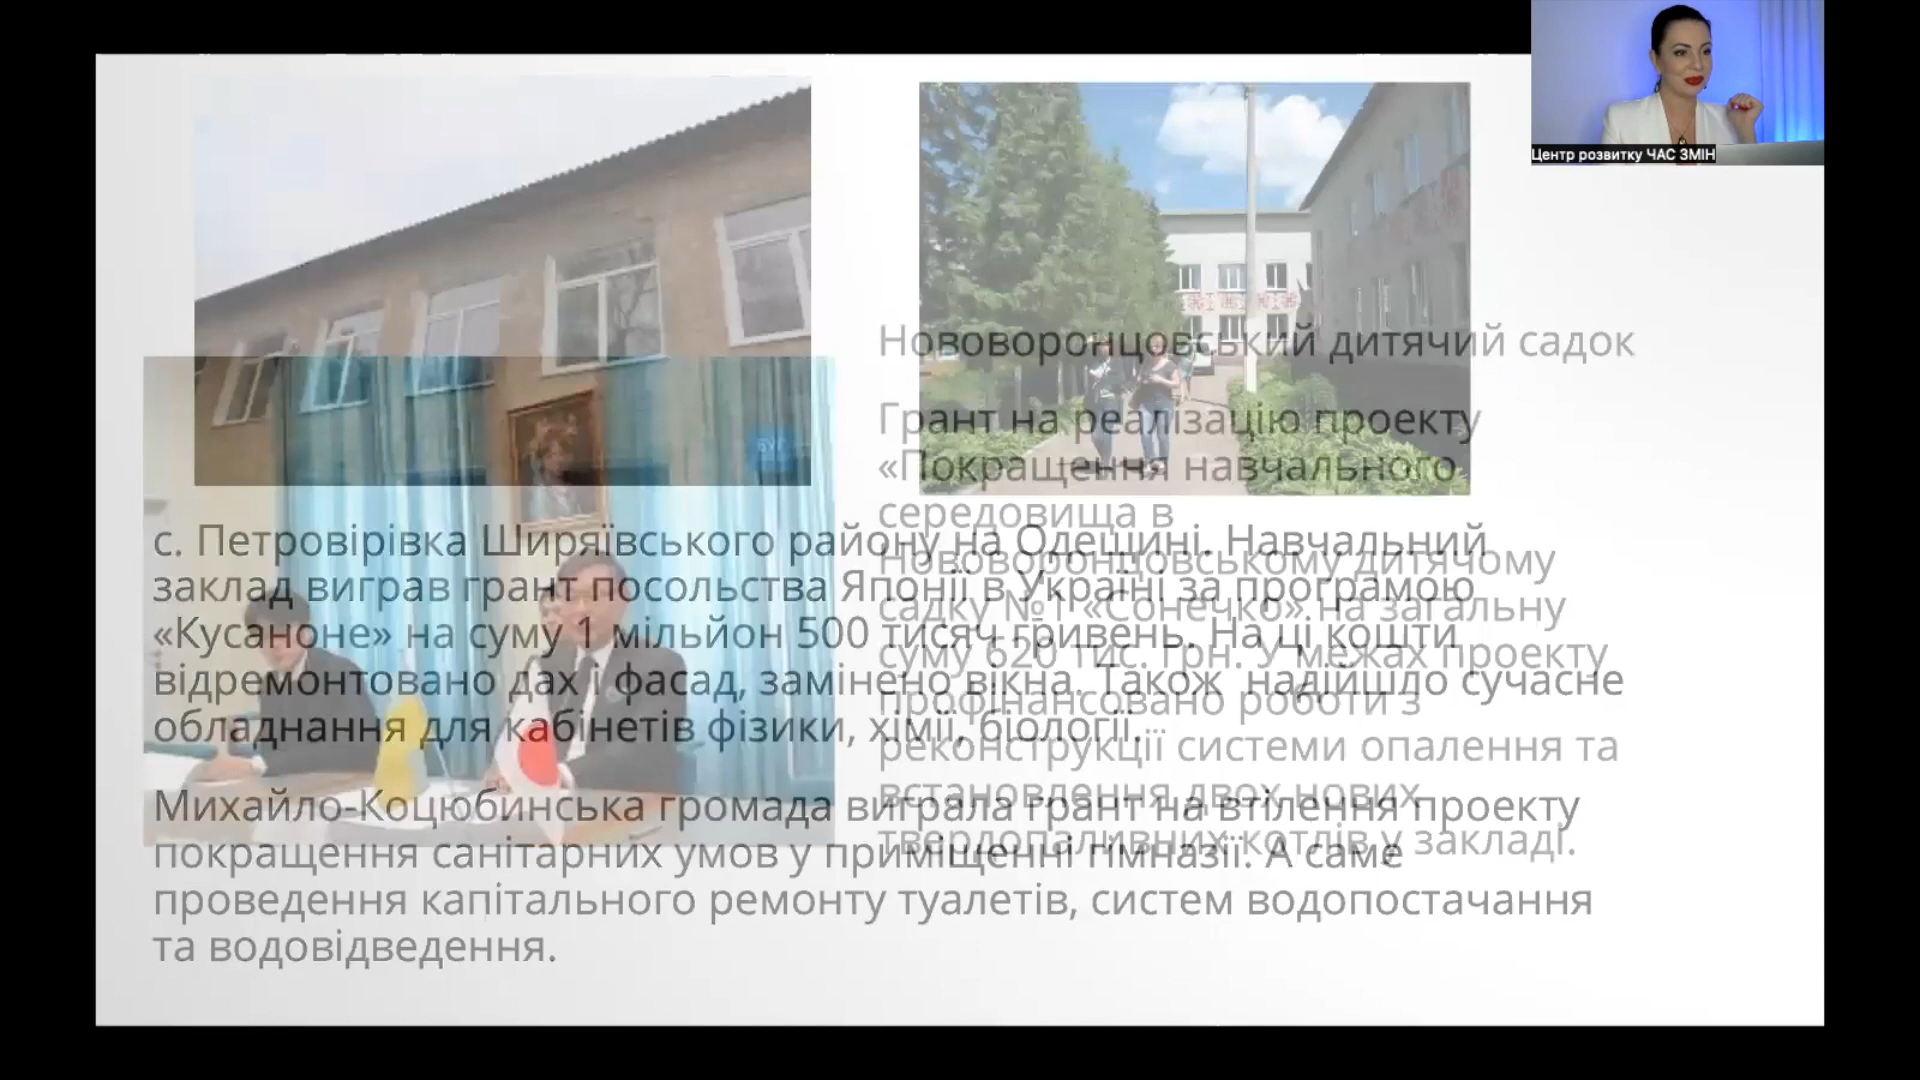 Центр розвитку ЧАС ЗМІН
Нововоронцовський дитячий садок
Грант на реалізацію проекту
«Покращення навчального
середовища в
Нововоронцовському дитячому
садку №1 «Сонечко» на загальну
суму 620 тис. грн. У межах проекту
профінансовано роботи з
реконструкції системи опалення та
встановлення двох нових
твердопаливних котлів у закладі.
с. Петровірівка Ширяївського району на Одещині. Навчальний
заклад виграв грант посольства Японії в Україні за програмою
«Кусаноне» на суму 1 мільйон 500 тисяч гривень. На ці кошти
відремонтовано дах і фасад, замінено вікна. Також надійшло сучасне
обладнання для кабінетів фізики, хімії, біології.
Михайло-Коцюбинська громада виграла грант на втілення проекту
покращення санітарних умов у приміщенні гімназії. А саме
проведення капітального ремонту туалетів, систем водопостачання
та водовідведення.